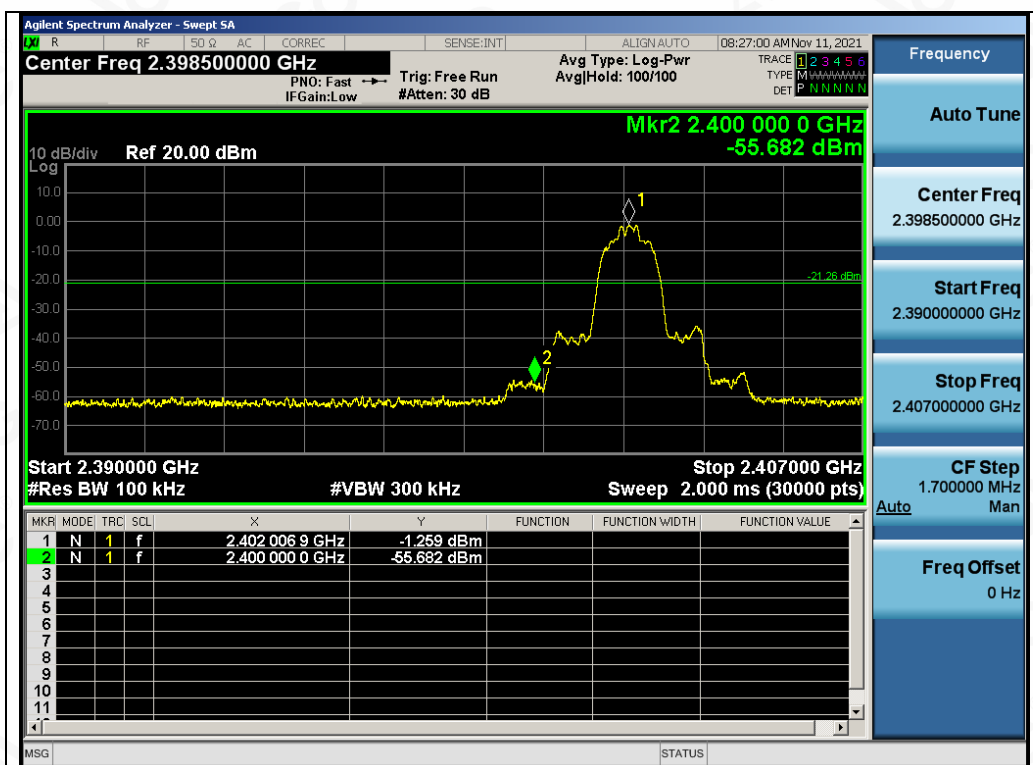 Agilent Spectrum Analyzer - Swept SA
LXI R RF 50 Ω AC CORREC SENSE:INT ALIGN AUTO 08:27:00 AM Nov 11, 2021
Center Freq 2.398500000 GHz
PNO: Fast
IFGain:Low
Trig: Free Run
#Atten: 30 dB
Avg Type: Log-Pwr
Avg|Hold: 100/100
TRACE 1 2 3 4 5 6
TYPE M WWWWW
DET P N N N N N
Mkr2 2.400 000 0 GHz
-55.682 dBm
10 dB/div Ref 20.00 dBm
Log
10.0
0.00
-10.0
-20.0
-30.0
-40.0
-50.0
-60.0
-70.0
1
-21.26 dBm
2
Start 2.390000 GHz Stop 2.407000 GHz
#Res BW 100 kHz #VBW 300 kHz Sweep 2.000 ms (30000 pts)
MKR MODE TRC SCL X Y FUNCTION FUNCTION WIDTH FUNCTION VALUE
1 N 1 f 2.402 006 9 GHz -1.259 dBm
2 N 1 f 2.400 000 0 GHz -55.682 dBm
3
4
5
6
7
8
9
10
11
MSG STATUS
Frequency
Auto Tune
Center Freq
2.398500000 GHz
Start Freq
2.390000000 GHz
Stop Freq
2.407000000 GHz
CF Step
1.700000 MHz
Auto Man
Freq Offset
0 Hz